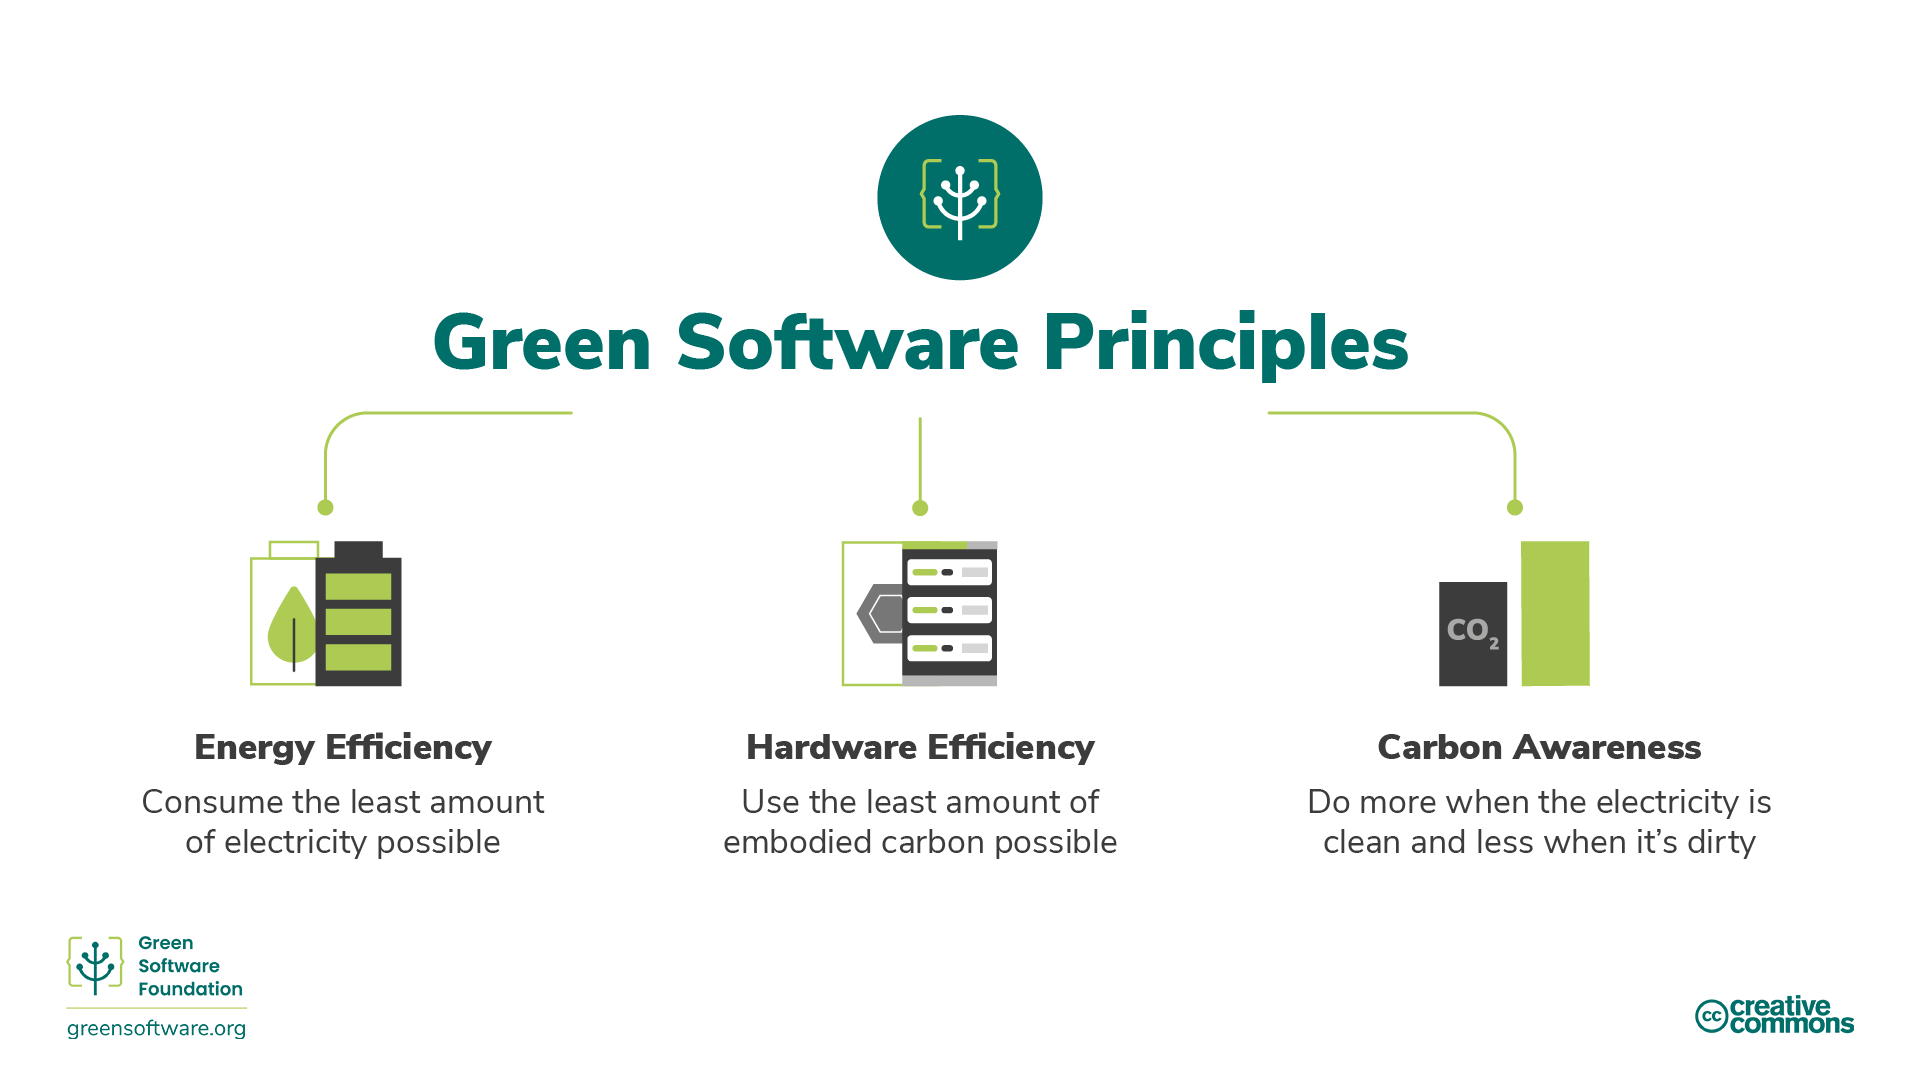 Green Software Principles
CO2
Energy Efficiency
Consume the least amount
of electricity possible
Hardware Efficiency
Use the least amount of
embodied carbon possible
Carbon Awareness
Do more when the electricity is
clean and less when it's dirty
Green
Software
Foundation
greensoftware.org
cc creative
commons